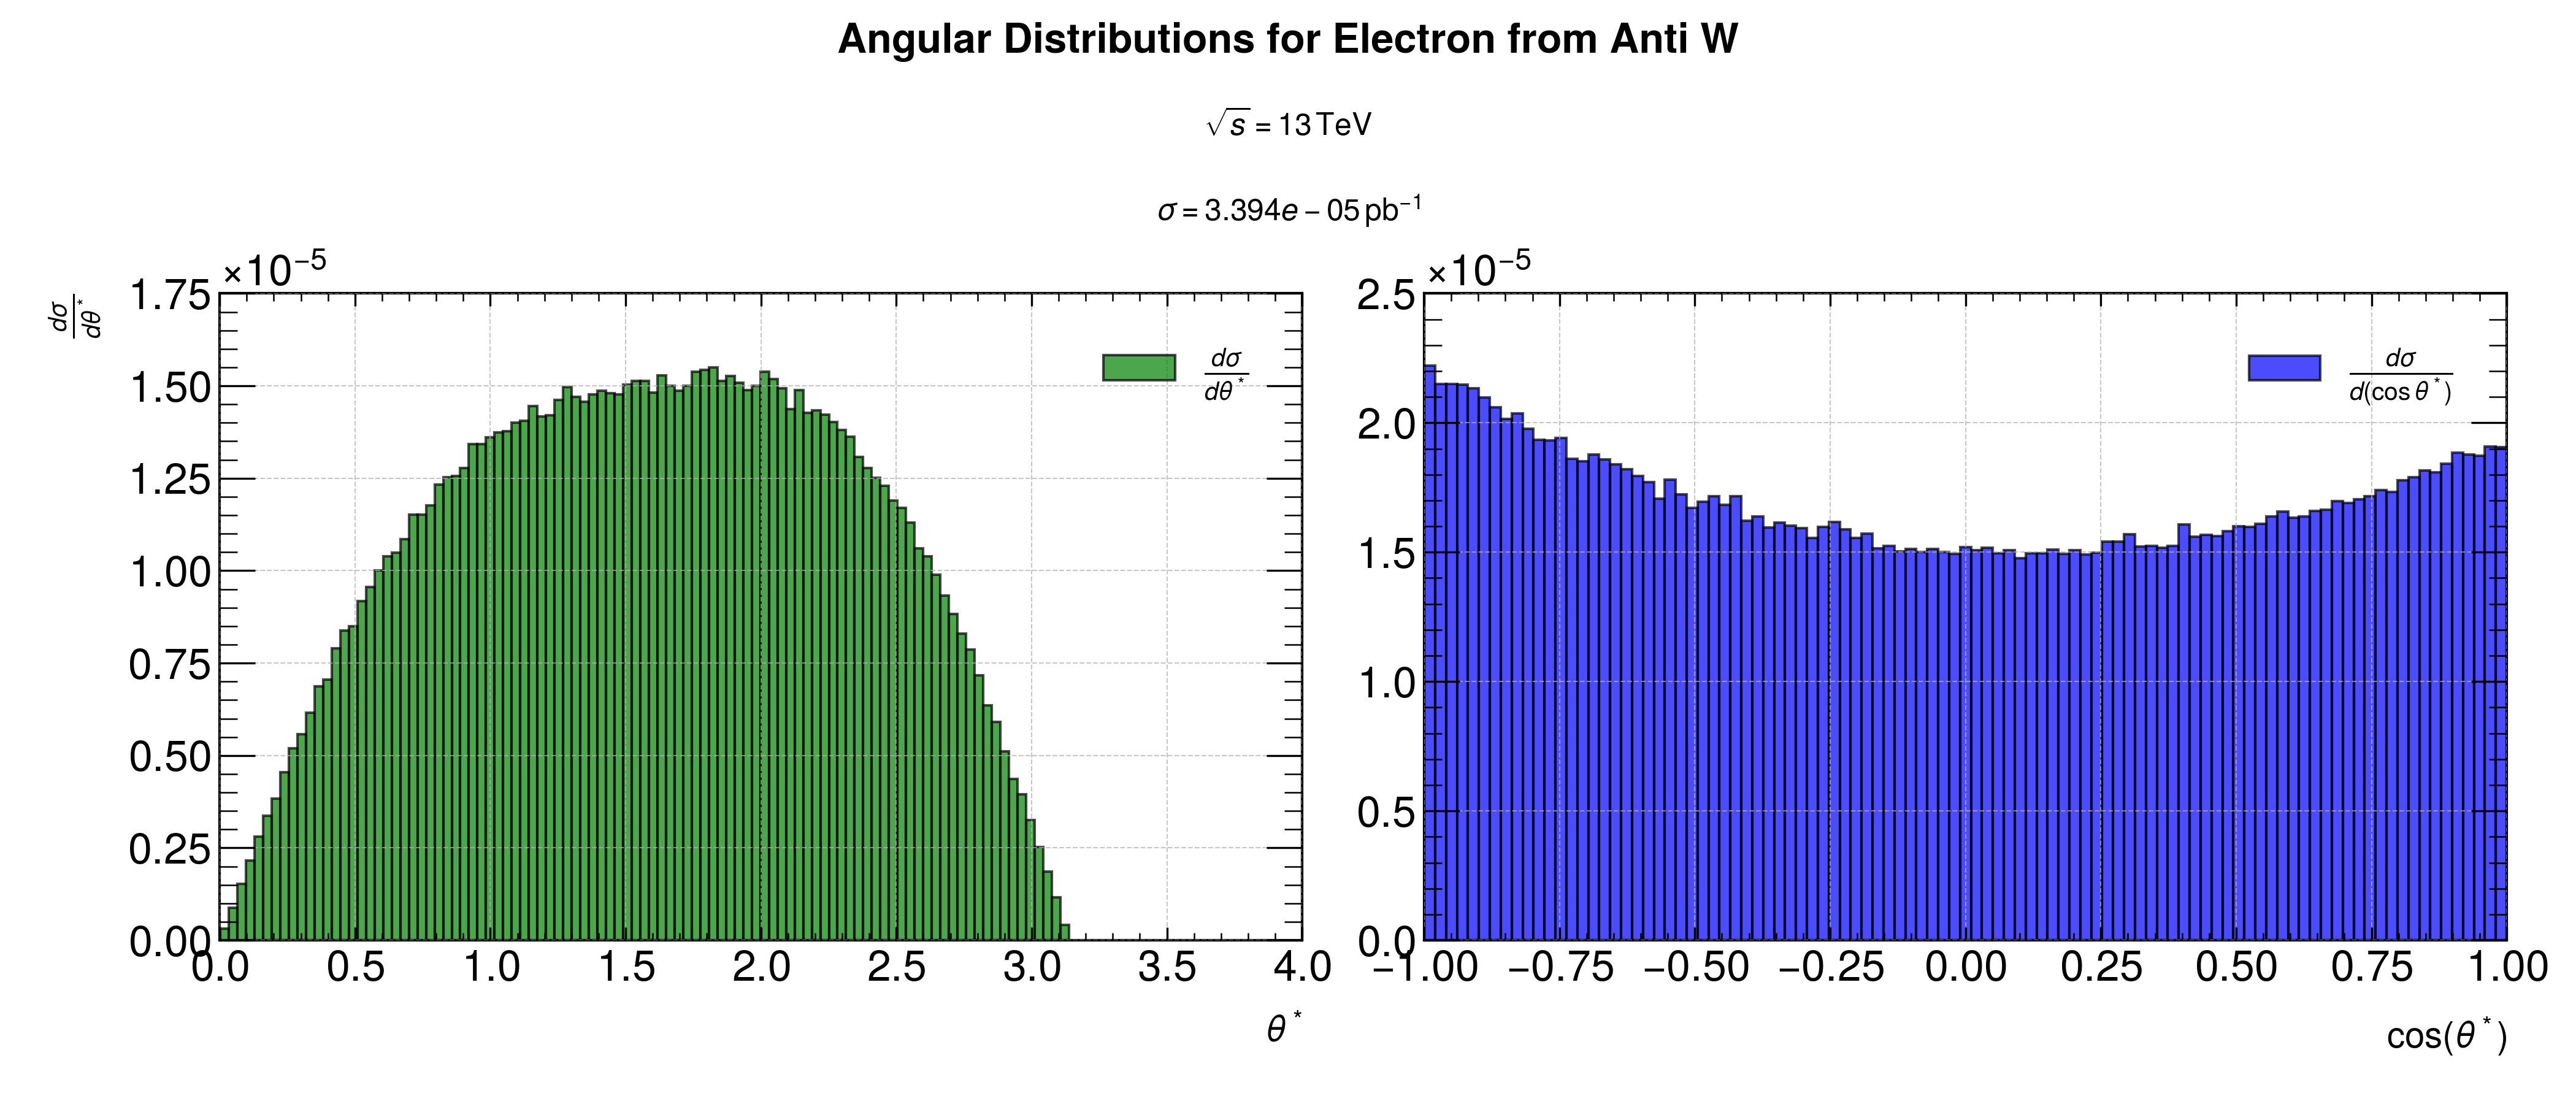 Angular Distributions for Electron from Anti W
√s = 13 TeV
σ = 3.394e − 05 pb⁻¹
×10⁻⁵
dσ/dθ*
1.75
1.50
1.25
1.00
0.75
0.50
0.25
0.00
dσ/dθ*
0.0 0.5 1.0 1.5 2.0 2.5 3.0 3.5 4.0
θ*
×10⁻⁵
2.5
2.0
1.5
1.0
0.5
0.0
dσ/d(cos θ*)
−1.00 −0.75 −0.50 −0.25 0.00 0.25 0.50 0.75 1.00
cos(θ*)